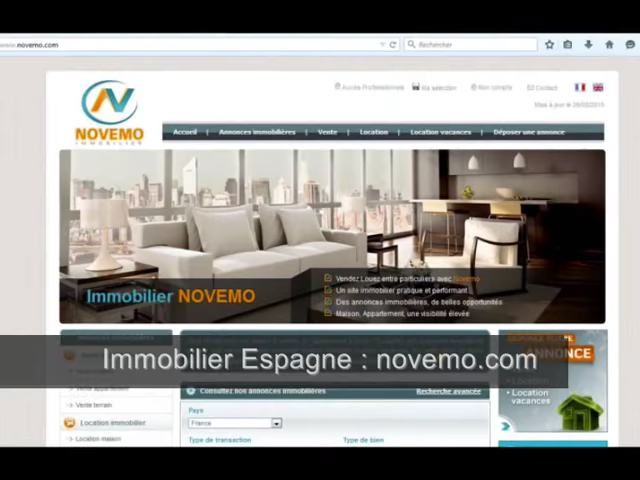 www.novemo.com
Rechercher
NOVEMO
IMMOBILIER
Accès Professionnels
Ma sélection
Mon compte
Contact
Accueil | Annonces immobilières | Vente | Location | Location vacances | Déposer une annonce
Immobilier NOVEMO
Vendez Louez entre particuliers avec Novemo
Un site immobilier pratique et performant
Des annonces immobilières, de belles opportunités
Maison, Appartement, une visibilité élevée
Immobilier Espagne : novemo.com
ANNONCE
Location vacances
Vente terrain
Location immobilier
Location maison
Consultez nos annonces immobilières
Recherche avancée
Pays
France
Type de transaction
Type de bien